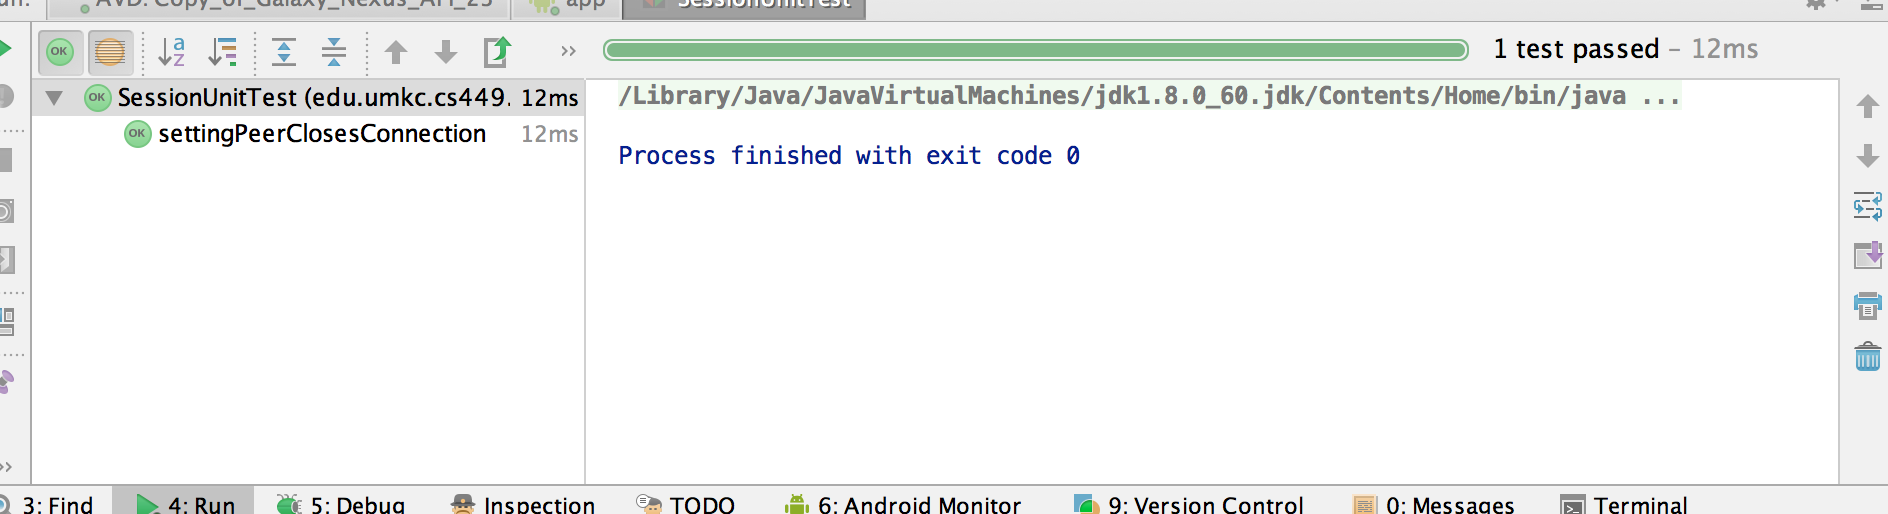 un: AVD: Copy_of_Galaxy_Nexus_API_23 app SessionUnitTest
OK a z » 1 test passed – 12ms
OK SessionUnitTest (edu.umkc.cs449. 12ms
OK settingPeerClosesConnection 12ms
/Library/Java/JavaVirtualMachines/jdk1.8.0_60.jdk/Contents/Home/bin/java ...
Process finished with exit code 0
»
3: Find 4: Run 5: Debug Inspection TODO 6: Android Monitor 9: Version Control 0: Messages Terminal